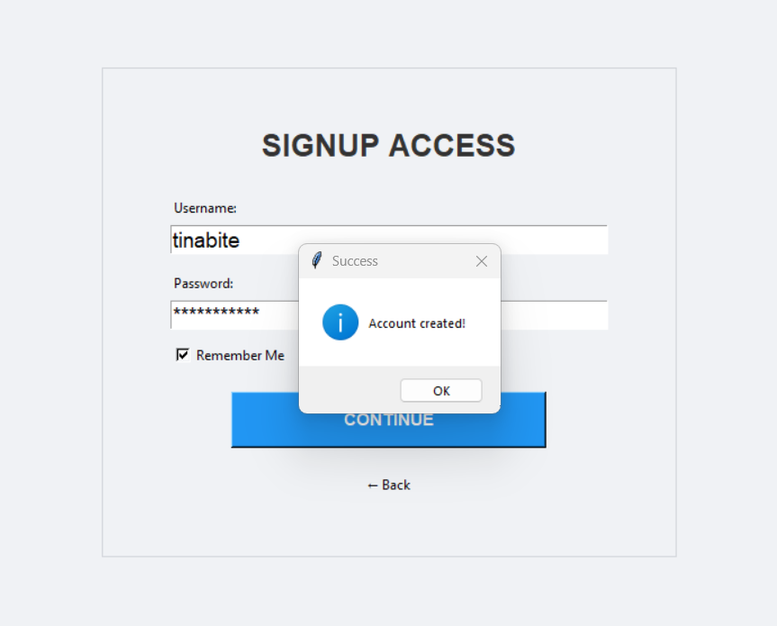 SIGNUP ACCESS
Username:
tinabite
Password:
***********
Remember Me
Success
Account created!
OK
CONTINUE
← Back